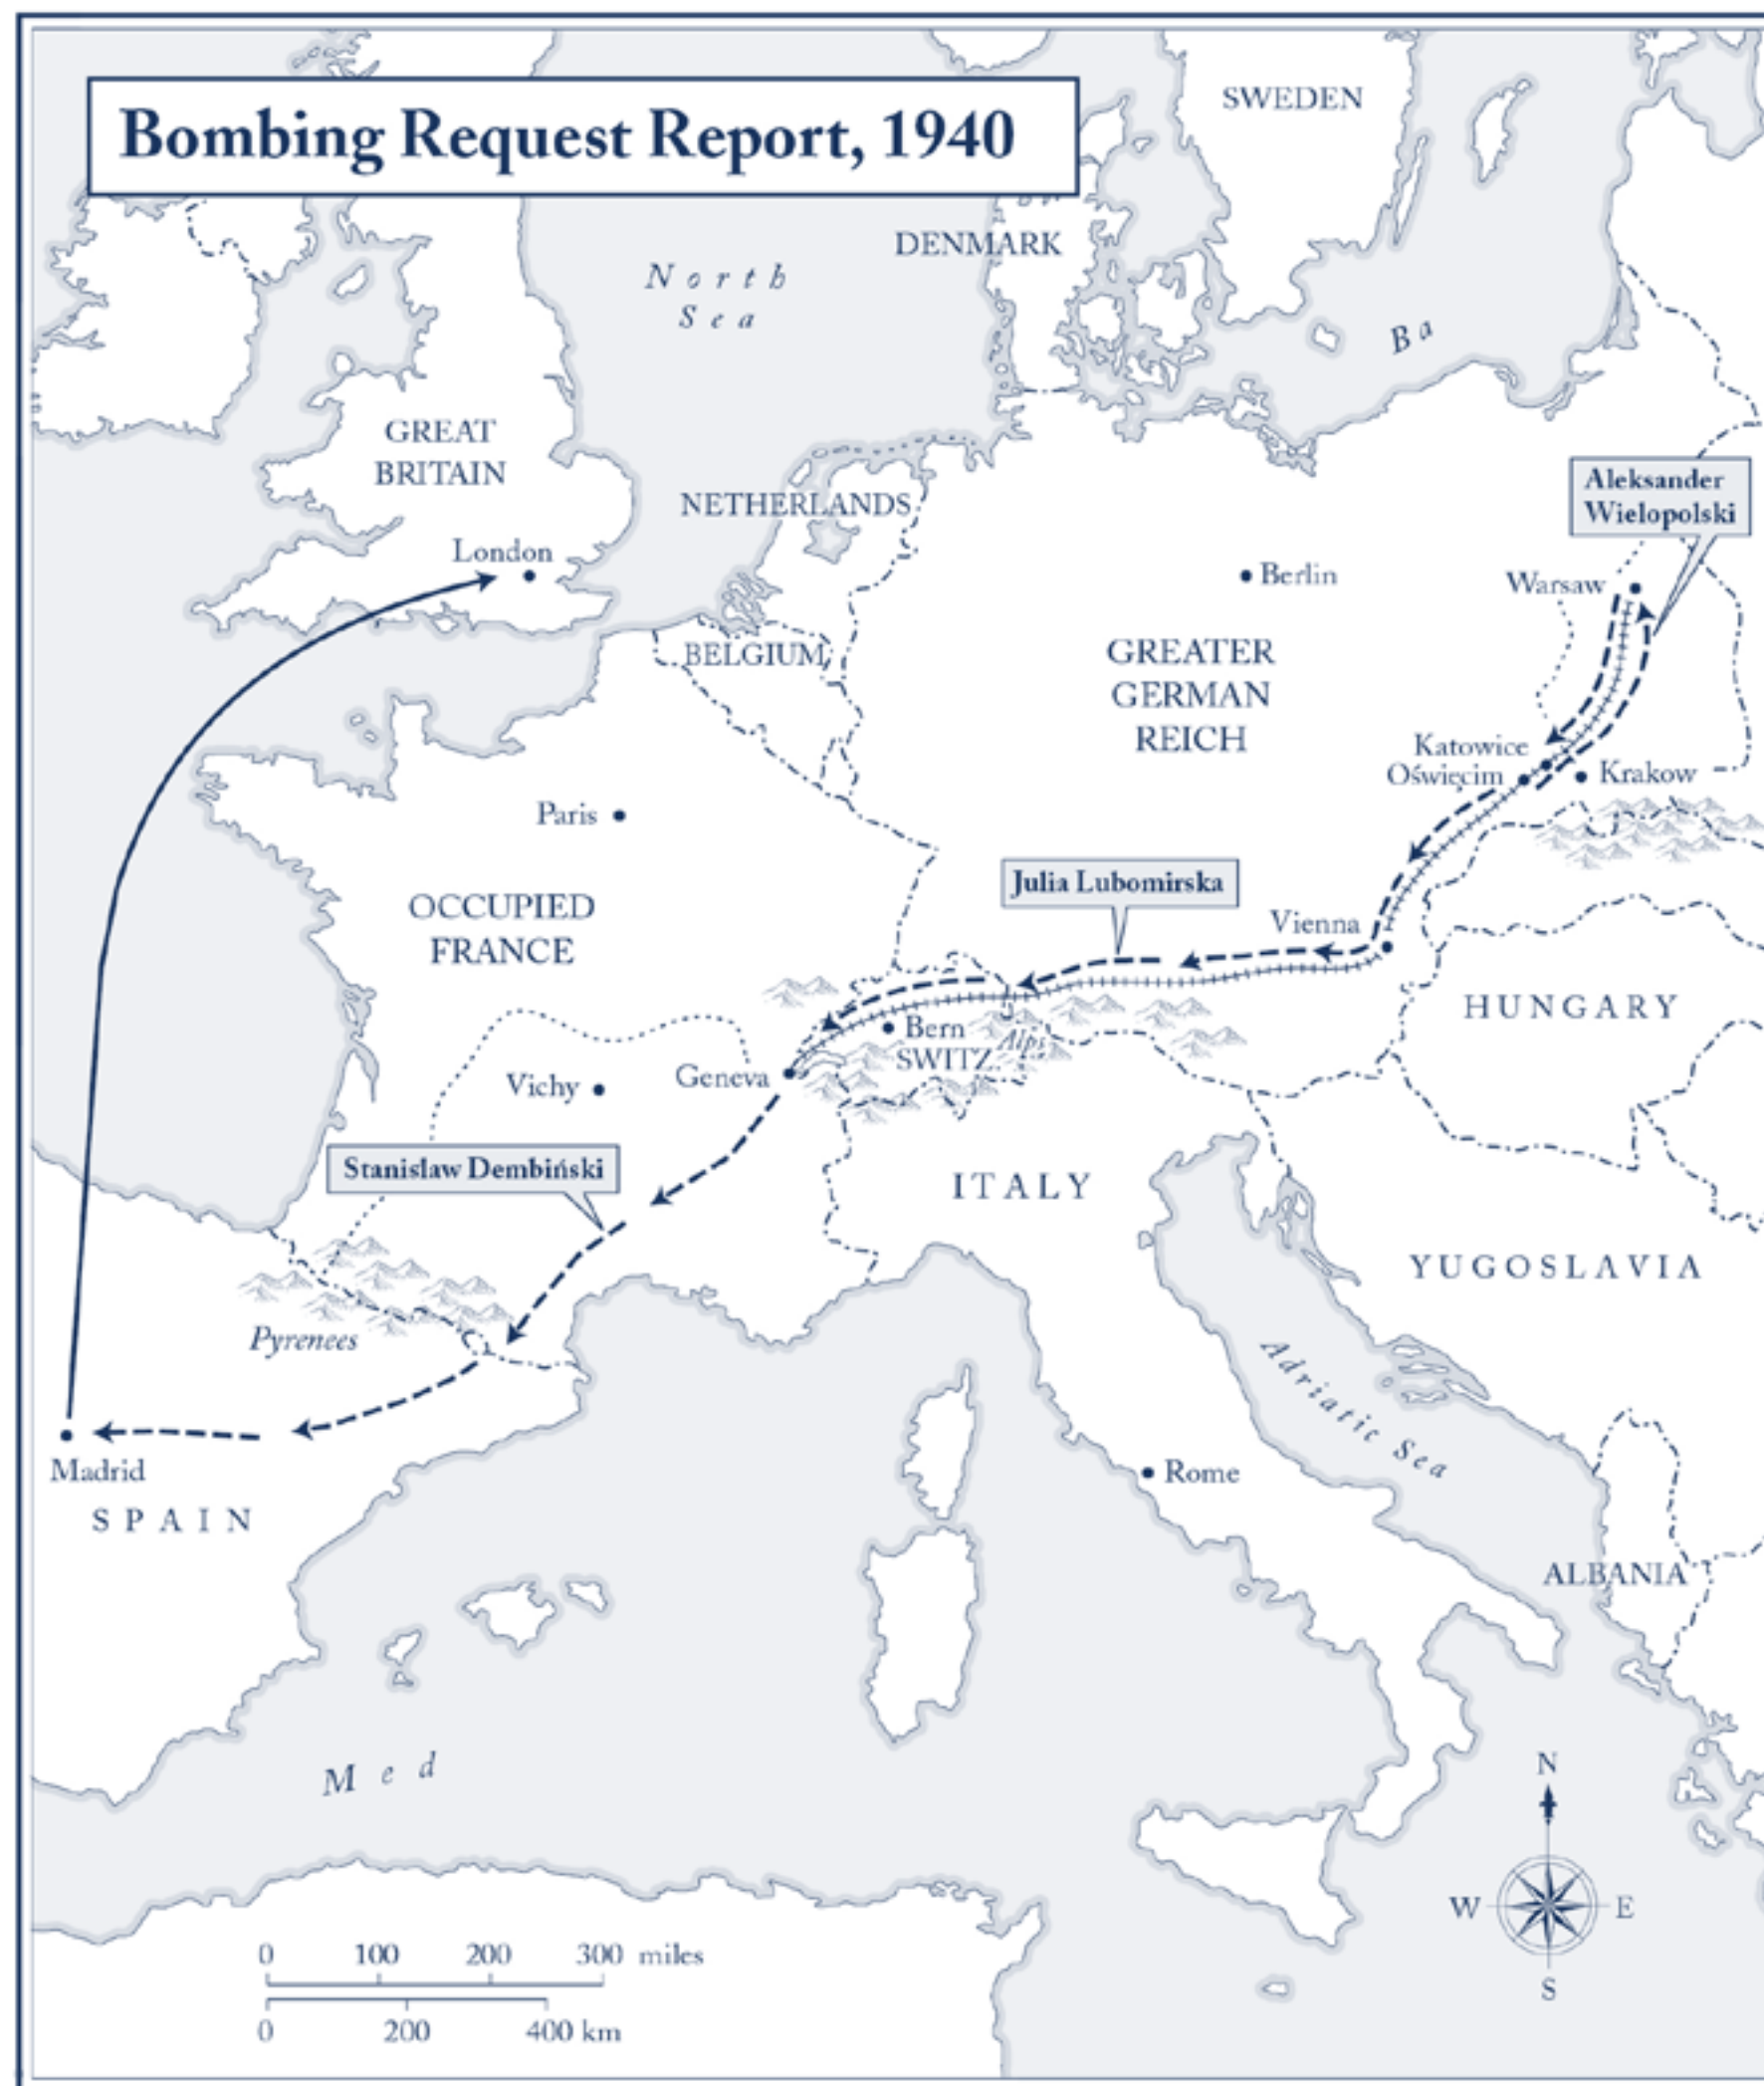 Bombing Request Report, 1940
SWEDEN
DENMARK
North
Sea
Ba
GREAT
BRITAIN
NETHERLANDS
Aleksander
Wielopolski
London
Berlin
Warsaw
BELGIUM
GREATER
GERMAN
REICH
Katowice
Oświęcim
Krakow
Paris
Julia Lubomirska
OCCUPIED
FRANCE
Vienna
HUNGARY
Bern
Alps
SWITZ
Geneva
Vichy
Stanislaw Dembiński
ITALY
YUGOSLAVIA
Pyrenees
Adriatic Sea
Madrid
SPAIN
Rome
ALBANIA
Med
N
W E
S
0 100 200 300 miles
0 200 400 km